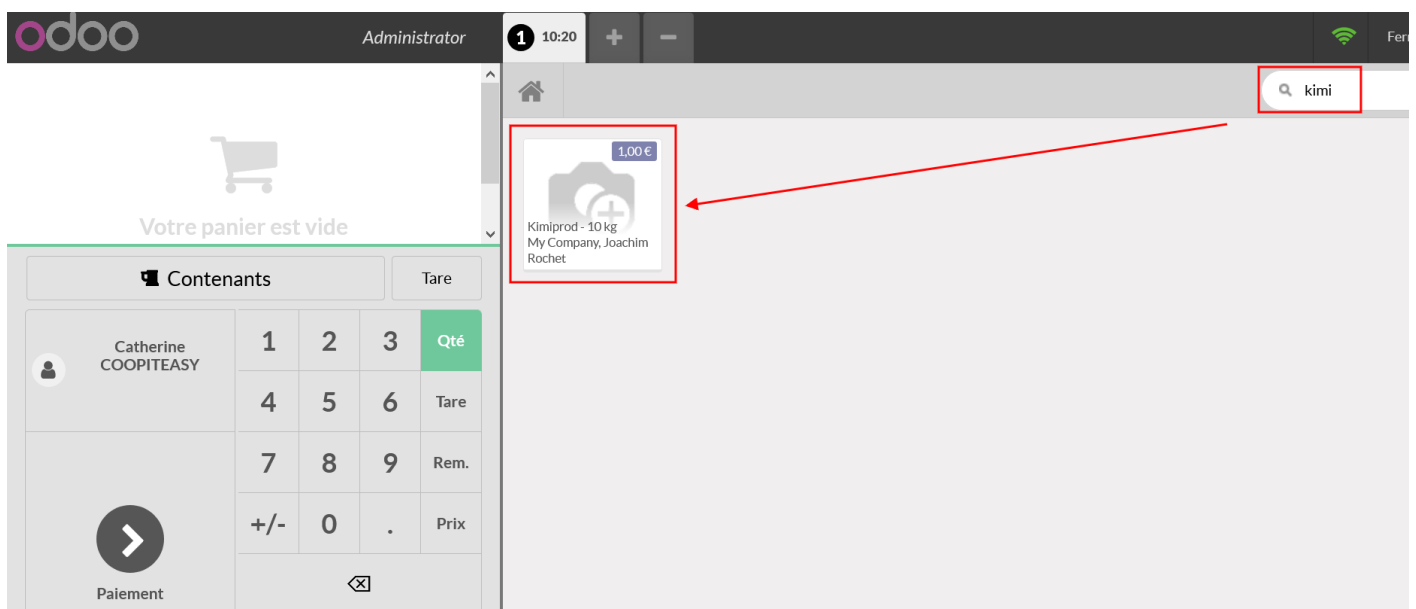 odoo
Administrator
1 10:20 + -
Ferr
kimi
Votre panier est vide
1,00 €
Kimiprod - 10 kg
My Company, Joachim
Rochet
Contenants
Tare
Catherine
COOPITEASY
1 2 3 Qté
4 5 6 Tare
7 8 9 Rem.
+/- 0 . Prix
Paiement